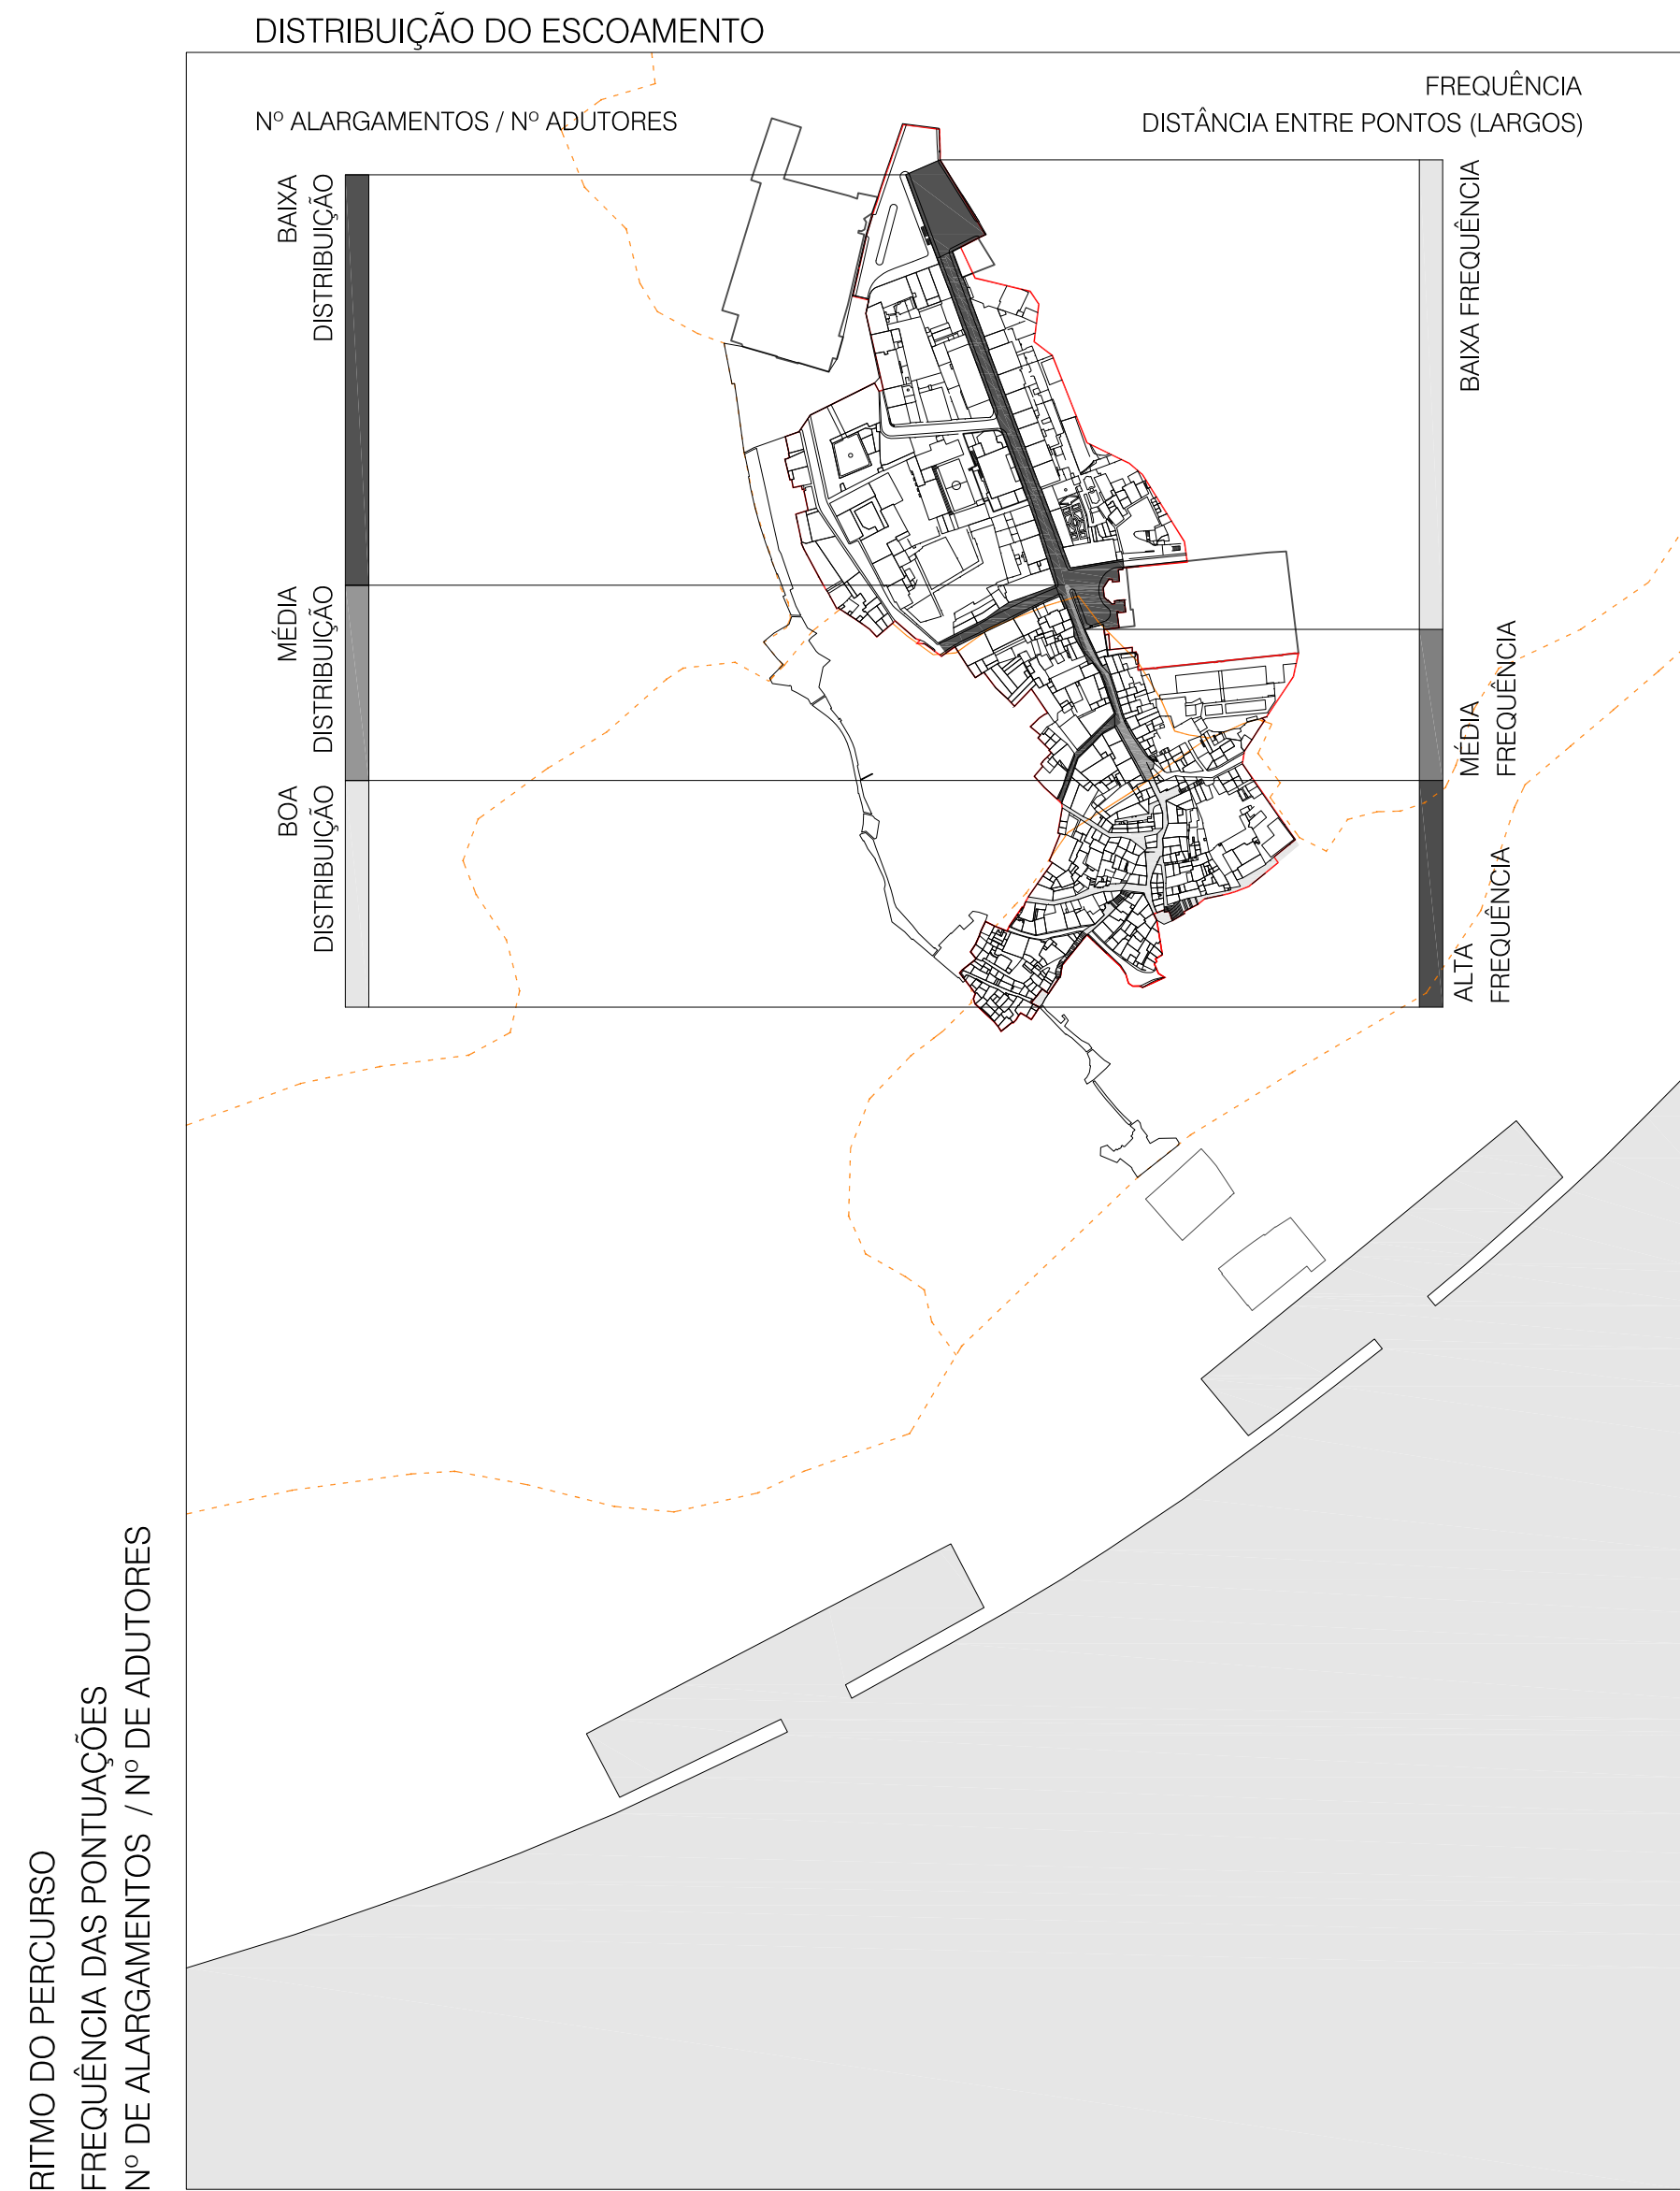 DISTRIBUIÇÃO DO ESCOAMENTO
FREQUÊNCIA
DISTÂNCIA ENTRE PONTOS (LARGOS)
Nº ALARGAMENTOS / Nº ADUTORES
BAIXA
DISTRIBUIÇÃO
MÉDIA
DISTRIBUIÇÃO
BOA
DISTRIBUIÇÃO
BAIXA FREQUÊNCIA
MÉDIA
FREQUÊNCIA
ALTA
FREQUÊNCIA
RITMO DO PERCURSO
FREQUÊNCIA DAS PONTUAÇÕES
Nº DE ALARGAMENTOS / Nº DE ADUTORES